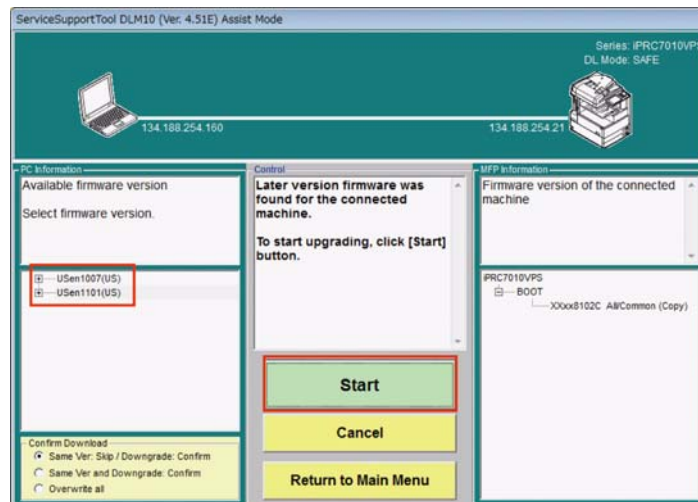 ServiceSupportTool DLM10 (Ver. 4.51E) Assist Mode
Series: iPRC7010VPS
DL Mode: SAFE
134.188.254.160
134.188.254.21
PC Information
Available firmware version
Select firmware version.
USen1007(US)
USen1101(US)
Confirm Download
Same Ver: Skip / Downgrade: Confirm
Same Ver and Downgrade: Confirm
Overwrite all
Control
Later version firmware was
found for the connected
machine.
To start upgrading, click [Start]
button.
Start
Cancel
Return to Main Menu
MFP Information
Firmware version of the connected
machine
iPRC7010VPS
BOOT
XXxx8102C All/Common (Copy)